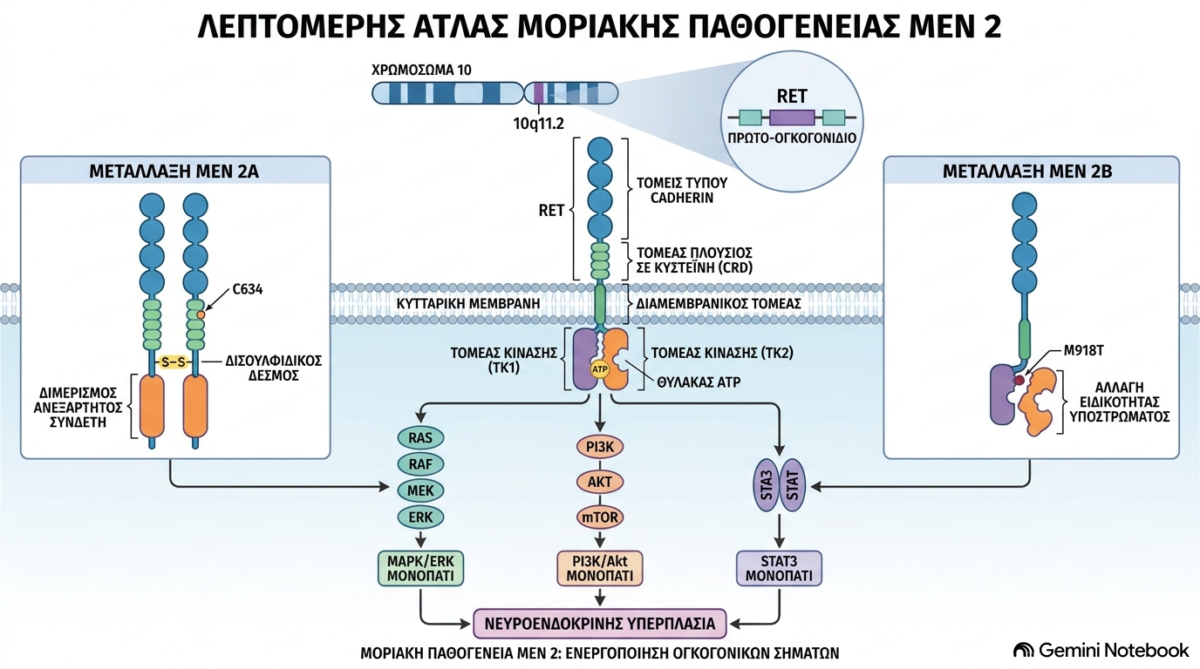 ΛΕΠΤΟΜΕΡΗΣ ΑΤΛΑΣ ΜΟΡΙΑΚΗΣ ΠΑΘΟΓΕΝΕΙΑΣ MEN 2
ΧΡΩΜΟΣΩΜΑ 10
10q11.2
RET
ΠΡΩΤΟ-ΟΓΚΟΓΟΝΙΔΙΟ
ΜΕΤΑΛΛΑΞΗ MEN 2A
C634
S–S
ΔΙΣΟΥΛΦΙΔΙΚΟΣ
ΔΕΣΜΟΣ
ΔΙΜΕΡΙΣΜΟΣ
ΑΝΕΞΑΡΤΗΤΟΣ
ΣΥΝΔΕΤΗ
RET
ΤΟΜΕΙΣ ΤΥΠΟΥ
CADHERIN
ΤΟΜΕΑΣ ΠΛΟΥΣΙΟΣ
ΣΕ ΚΥΣΤΕΪΝΗ (CRD)
ΚΥΤΤΑΡΙΚΗ ΜΕΜΒΡΑΝΗ
ΔΙΑΜΕΜΒΡΑΝΙΚΟΣ ΤΟΜΕΑΣ
ΤΟΜΕΑΣ ΚΙΝΑΣΗΣ
(TK1)
ATP
ΤΟΜΕΑΣ ΚΙΝΑΣΗΣ (TK2)
ΘΥΛΑΚΑΣ ATP
ΜΕΤΑΛΛΑΞΗ MEN 2B
M918T
ΑΛΛΑΓΗ
ΕΙΔΙΚΟΤΗΤΑΣ
ΥΠΟΣΤΡΩΜΑΤΟΣ
RAS
RAF
MEK
ERK
MAPK/ERK
ΜΟΝΟΠΑΤΙ
PI3K
AKT
mTOR
PI3K/Akt
ΜΟΝΟΠΑΤΙ
STA3
STAT
STAT3
ΜΟΝΟΠΑΤΙ
ΝΕΥΡΟΕΝΔΟΚΡΙΝΗΣ ΥΠΕΡΠΛΑΣΙΑ
ΜΟΡΙΑΚΗ ΠΑΘΟΓΕΝΕΙΑ MEN 2: ΕΝΕΡΓΟΠΟΙΗΣΗ ΟΓΚΟΓΟΝΙΚΩΝ ΣΗΜΑΤΩΝ
Gemini Notebook